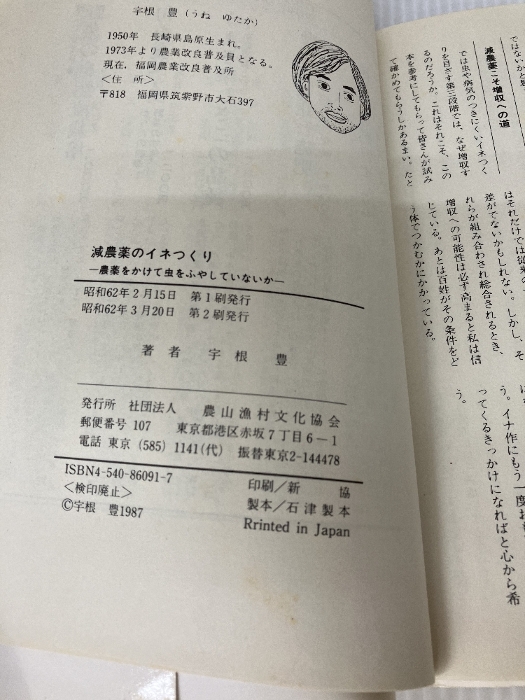 宇根 豊(うね ゆたか)
1950年 長崎県島原生まれ。
1973年より農業改良普及員となる。
現在,福岡農業改良普及所
<住 所>
〒818 福岡県筑紫野市大石397
減農薬のイネつくり
―農薬をかけて虫をふやしていないか―
昭和62年2月15日 第1刷発行
昭和62年3月20日 第2刷発行
著者 宇根 豊
発行所 社団法人 農山漁村文化協会
郵便番号 107 東京都港区赤坂7丁目6-1
電話 東京(585)1141(代) 振替東京2-144478
ISBN4-540-86091-7
<検印廃止>
©宇根 豊1987
印刷/新 協
製本/石津製本
Rrinted in Japan
ではないかと思
減農薬こそ増収への道
では虫や病気のつきにくいイネつく
りを目ざす第三段階では、なぜ増収す
るのだろうか。これはそれこそ、この
本を参考にしてもらって皆さんが試み
て確かめてもらうしかあるまい。たと
はそれだけでは従来の
差がでないかもしれない。しかし、そ
れらが組み合わされ総合されるとき、
増収への可能性は必ず高まると私は信
じている。あとは百姓がその条件をど
う体でつかむかにかかっている。
う。イナ作にもう一度お
ってくるきっかけになればと心から希
う。